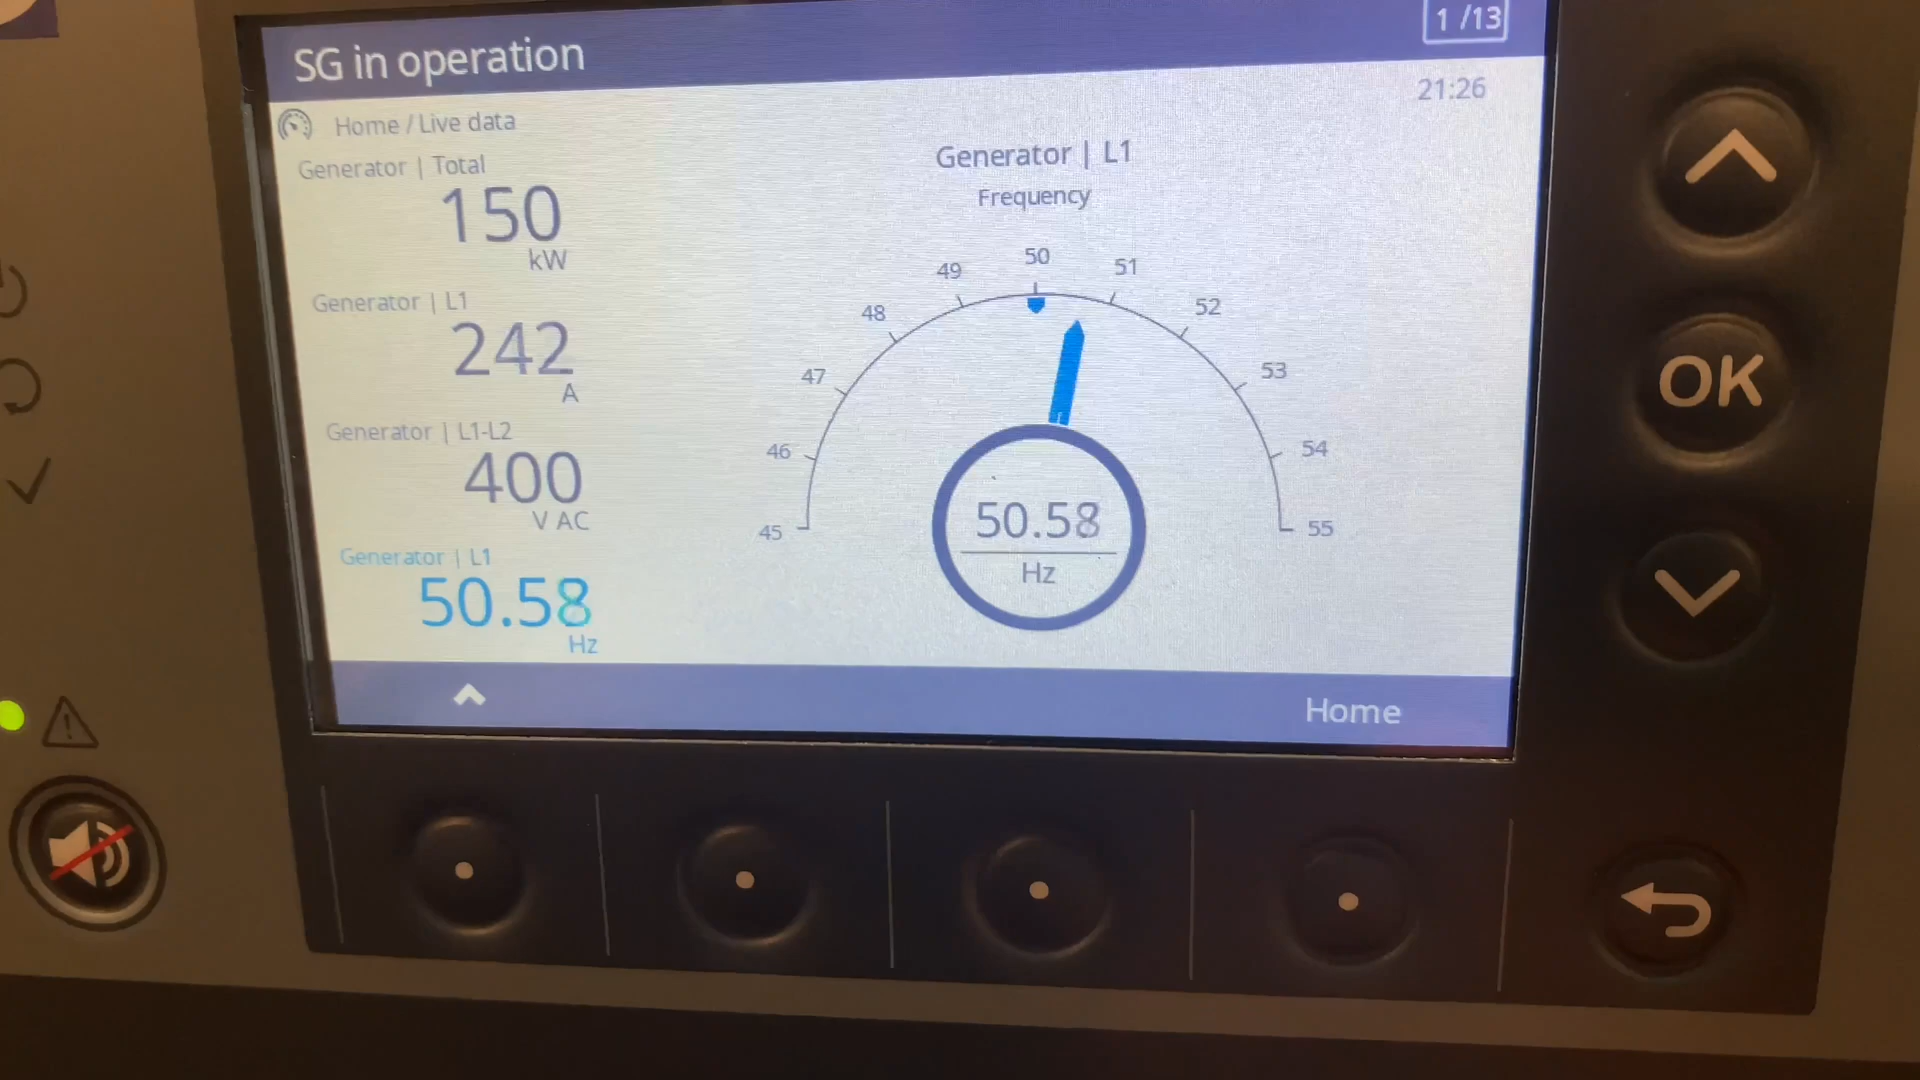 SG in operation
1 /13
21:26
Home / Live data
Generator | Total
150
kW
Generator | L1
242
A
Generator | L1-L2
400
V AC
Generator | L1
50.58
Hz
Generator | L1
Frequency
45
46
47
48
49
50
51
52
53
54
55
50.58
Hz
Home
OK